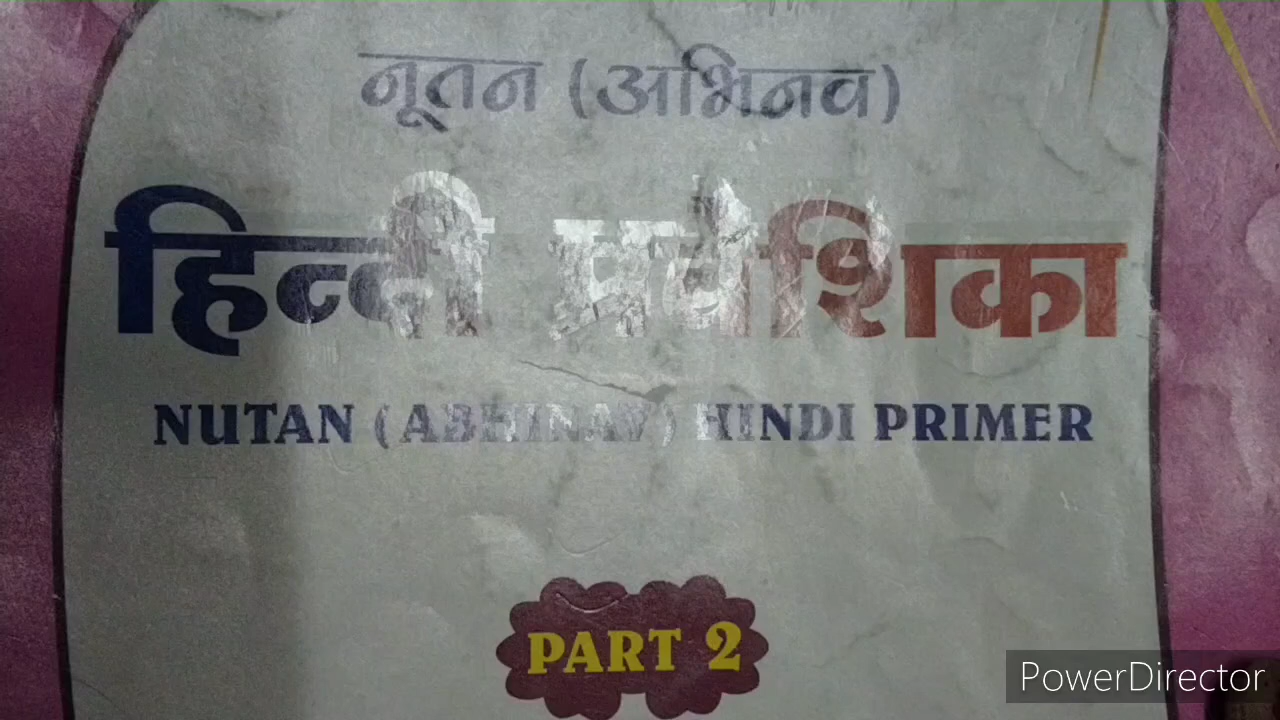 नूतन (अभिनव)
हिन्दी प्रवेशिका
NUTAN (ABHINAV) HINDI PRIMER
PART 2
PowerDirector